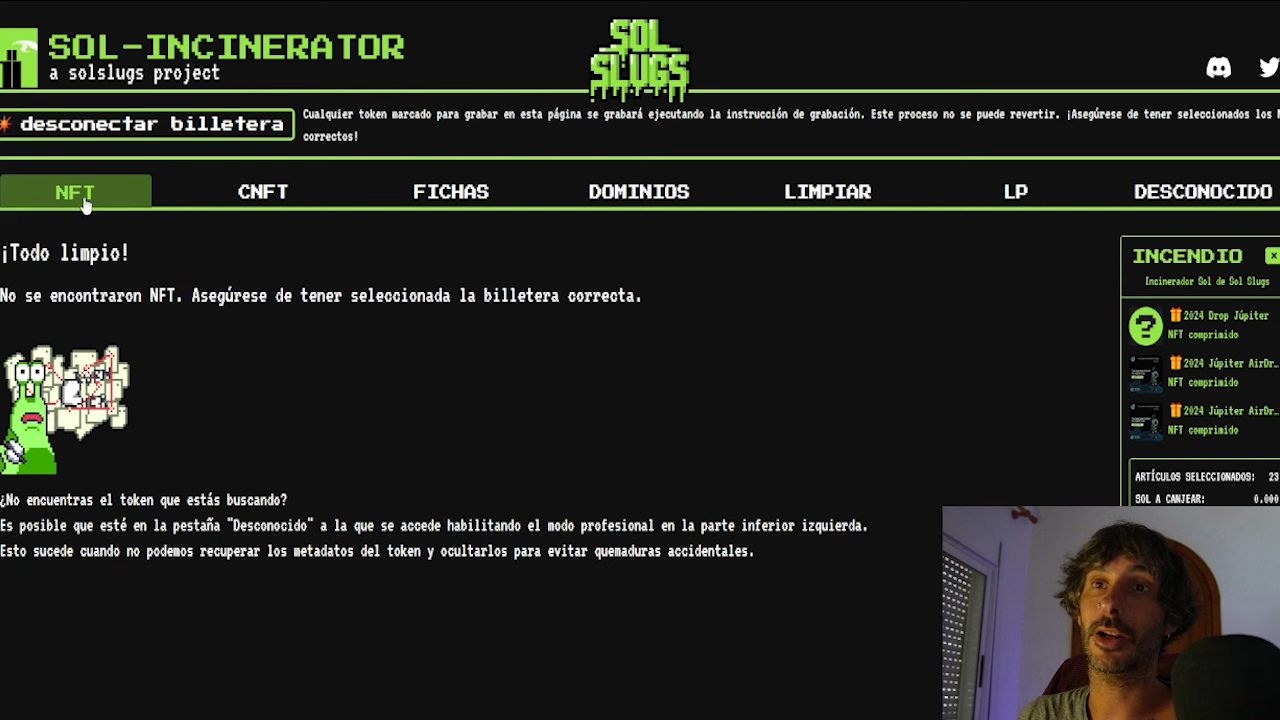 SOL-INCINERATOR
a solslugs project
SOL
SLUGS
desconectar billetera
Cualquier token marcado para grabar en esta página se grabará ejecutando la instrucción de grabación. Este proceso no se puede revertir. ¡Asegúrese de tener seleccionados los
correctos!
NFT CNFT FICHAS DOMINIOS LIMPIAR LP DESCONOCIDO
¡Todo limpio!
No se encontraron NFT. Asegúrese de tener seleccionada la billetera correcta.
¿No encuentras el token que estás buscando?
Es posible que esté en la pestaña "Desconocido" a la que se accede habilitando el modo profesional en la parte inferior izquierda.
Esto sucede cuando no podemos recuperar los metadatos del token y ocultarlos para evitar quemaduras accidentales.
INCENDIO
Incinerador Sol de Sol Slugs
2024 Drop Júpiter
NFT comprimido
2024 Júpiter AirDr…
NFT comprimido
2024 Júpiter AirDr…
NFT comprimido
ARTÍCULOS SELECCIONADOS: 23
SOL A CANJEAR: 0.000